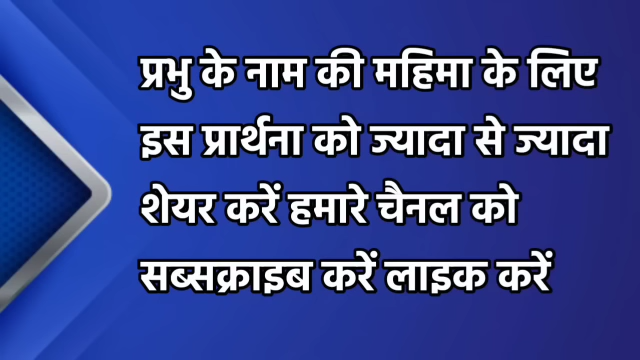 प्रभु के नाम की महिमा के लिए
इस प्रार्थना को ज्यादा से ज्यादा
शेयर करें हमारे चैनल को
सब्सक्राइब करें लाइक करें